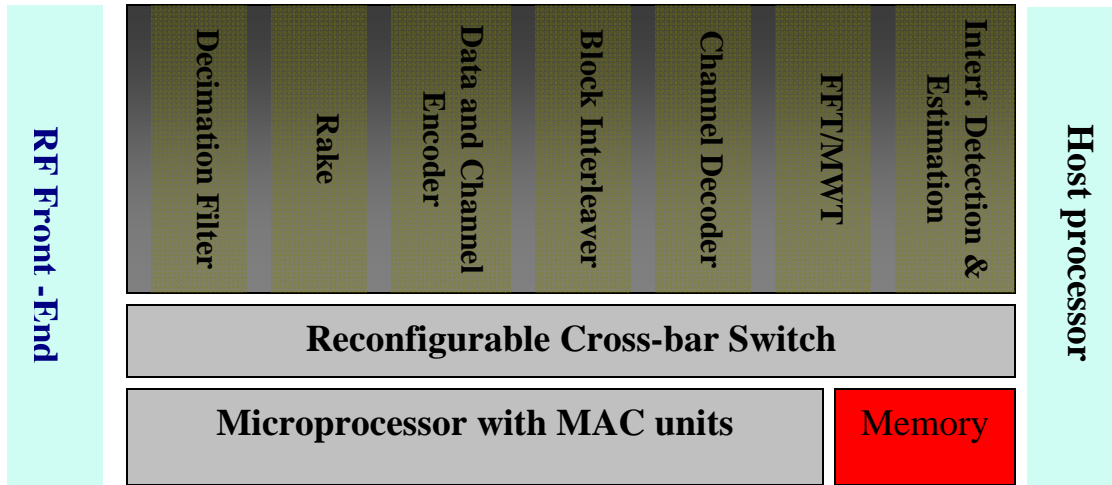 RF Front -End
Decimation Filter
Rake
Data and Channel
Encoder
Block Interleaver
Channel Decoder
FFT/MWT
Interf. Detection &
Estimation
Host processor
Reconfigurable Cross-bar Switch
Microprocessor with MAC units
Memory